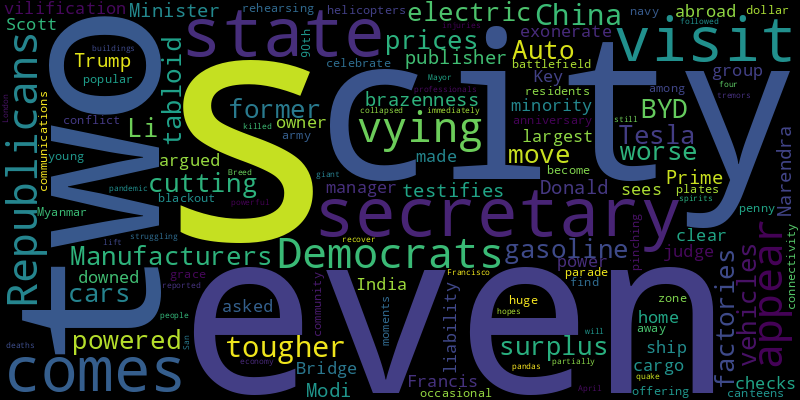 vilification
Minister
rehearsing
helicopters
navy
abroad
dollar
Scott
state
electric
China
followed
reporter
90th
exonerate
visit
buildings
prices
Auto
Mayor
publisher
battlefield
Trump
celebrate
professionals
Key
group
popular
tabloid
brazenness
residents
among
Republicans
two
S
city
former
collapsed
immediately
minority
four
tremors
London
communications
conflict
Li
owner
vying
anniversary
still
BYD
killed
army
largest
Tesla
young
argued
made
move
worse
pandemic
Breed
giant
become
Prime
cutting
manager
testifies
Donald
sees
plates
Narendra
blackout
powerful
spirits
Myanmar
secretary
penny
struggling
clear
lift
recover
Manufacturers
Democrats
gasoline
judge
pinching
connectivity
downed
grace
Francisco
power
parade
zone
reported
India
find
cars
even
asked
community
moments
liability
huge
home
factories
vehicles
appear
hopes
away
people
will
powered
tougher
surplus
ship
San
economy
partially
deaths
comes
Bridge
Francis
pandas
cargo
quake
checks
Modi
occasional
April
offering
canteens